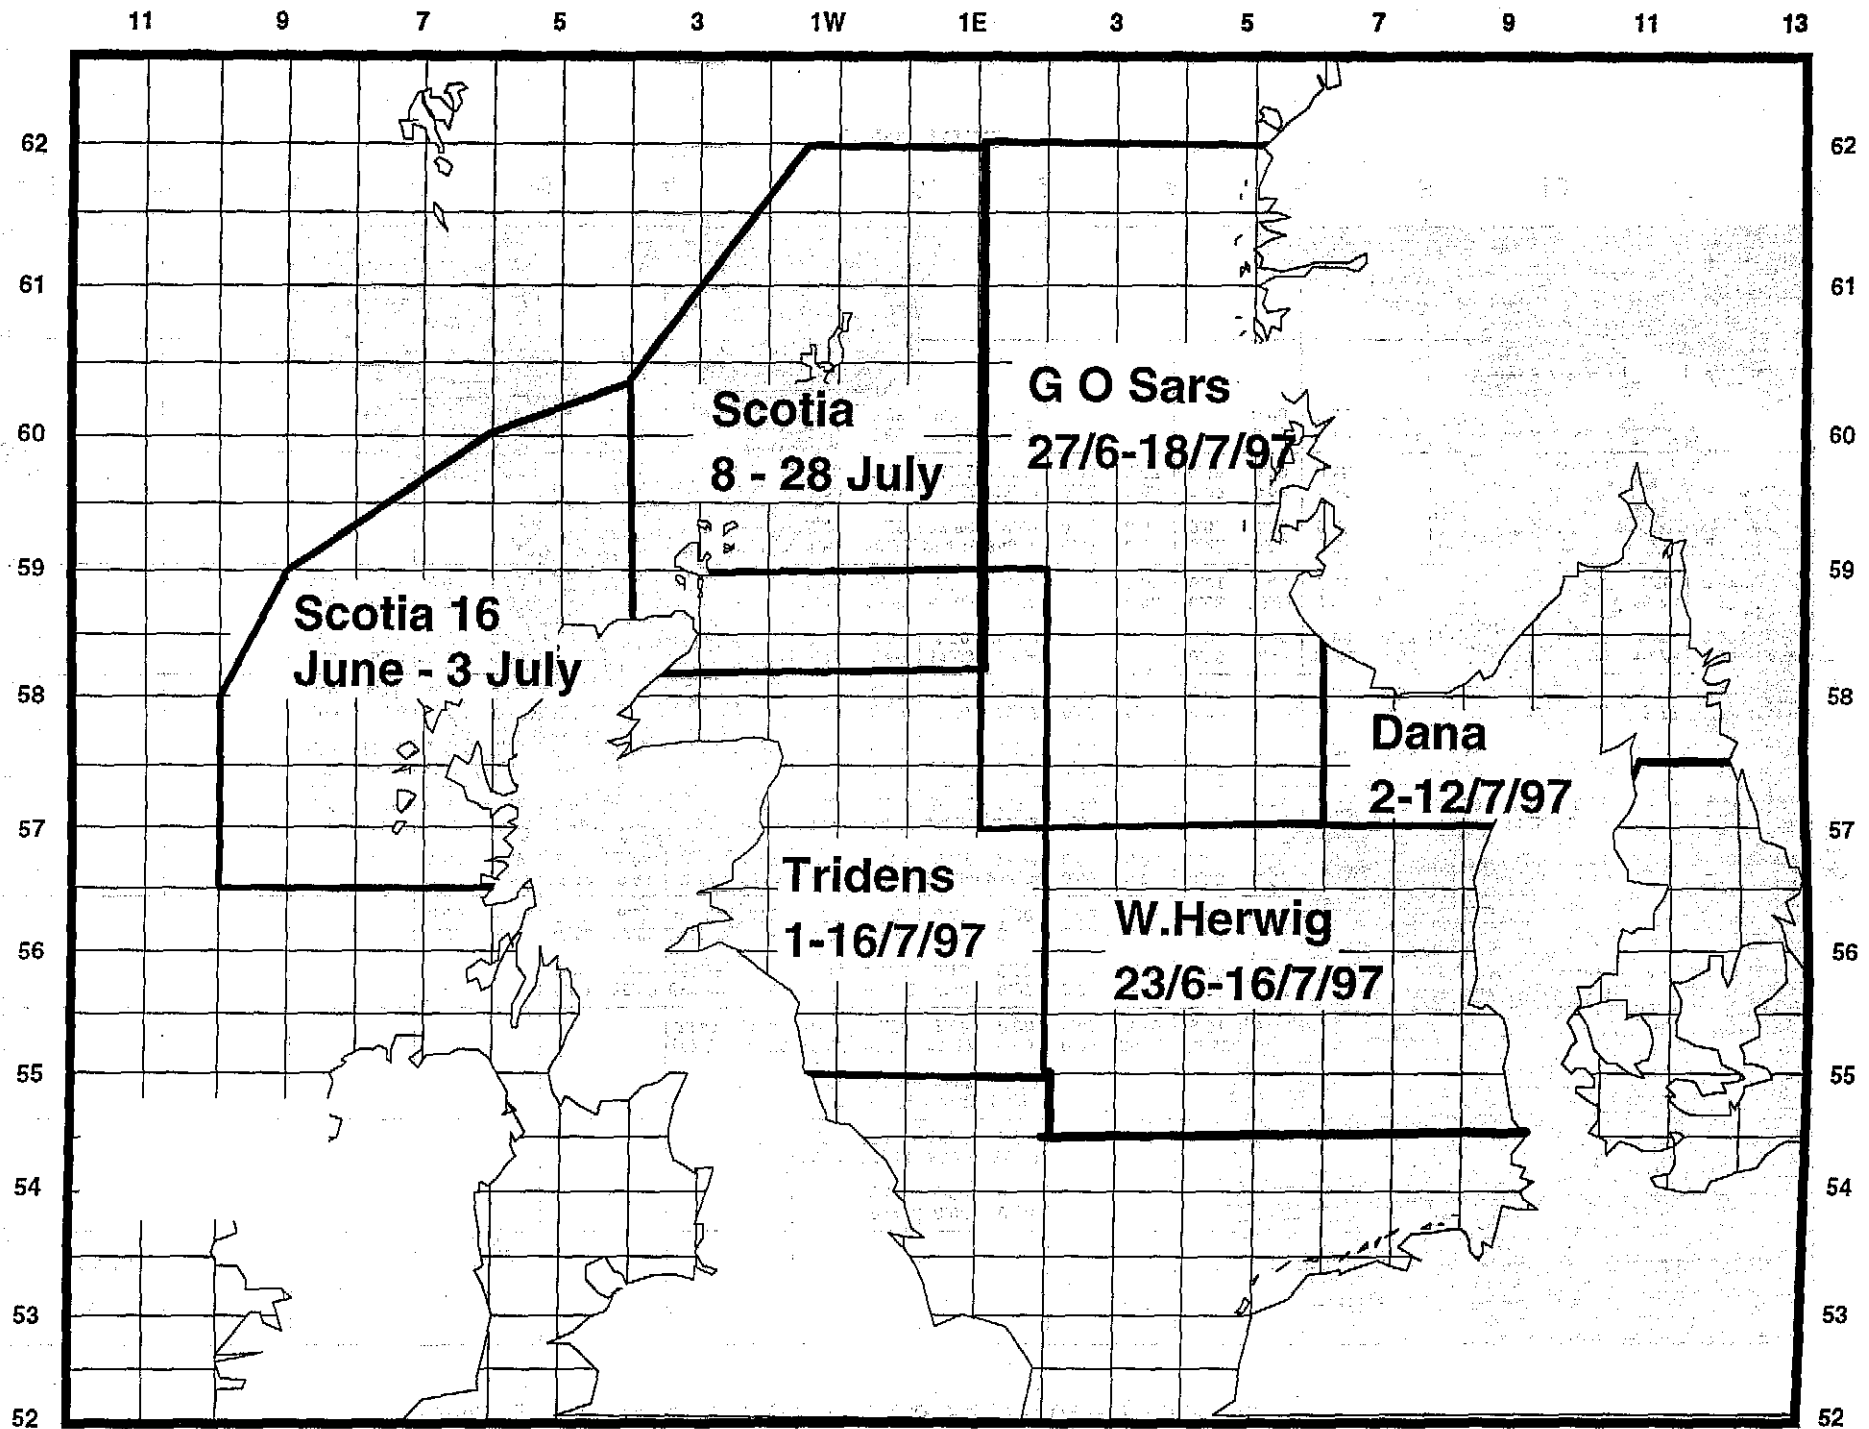 11 9 7 5 3 1W 1E 3 5 7 9 11 13
62 62
61 61
G O Sars
27/6-18/7/97
Scotia
8 - 28 July
60 60
59 59
Scotia 16
June - 3 July
58 58
Dana
2-12/7/97
57 57
Tridens
1-16/7/97
W.Herwig
23/6-16/7/97
56 56
55 55
54 54
53 53
52 52